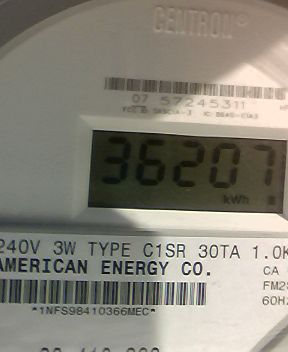 CENTRON®
07 57245311
36207
kWh
240V 3W TYPE C1SR 30TA 1.0K
AMERICAN ENERGY CO. CA
FM2S
*1NFS98410366MEC* 60HZ